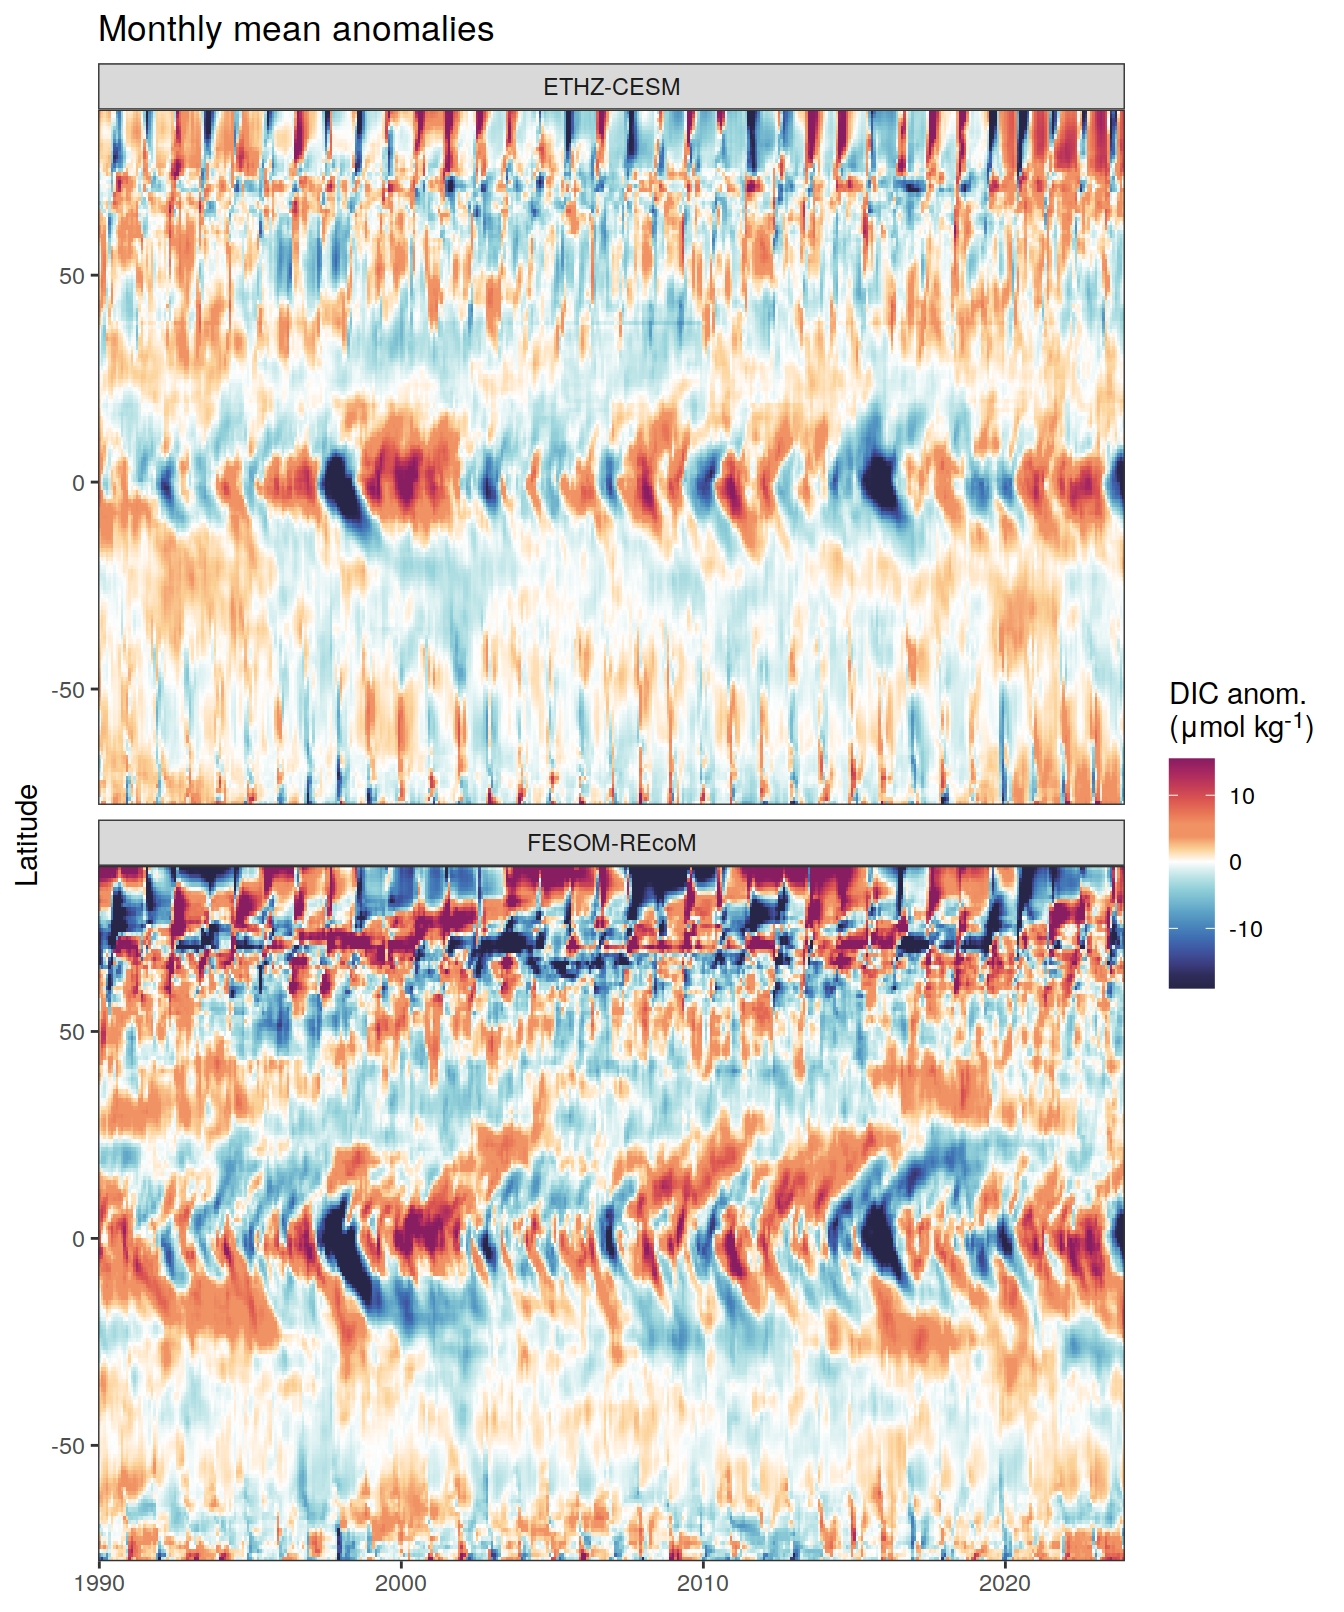 Monthly mean anomalies
ETHZ-CESM
50
0
-50
Latitude
FESOM-REcoM
50
0
-50
1990
2000
2010
2020
DIC anom.
(µmol kg⁻¹)
10
0
-10